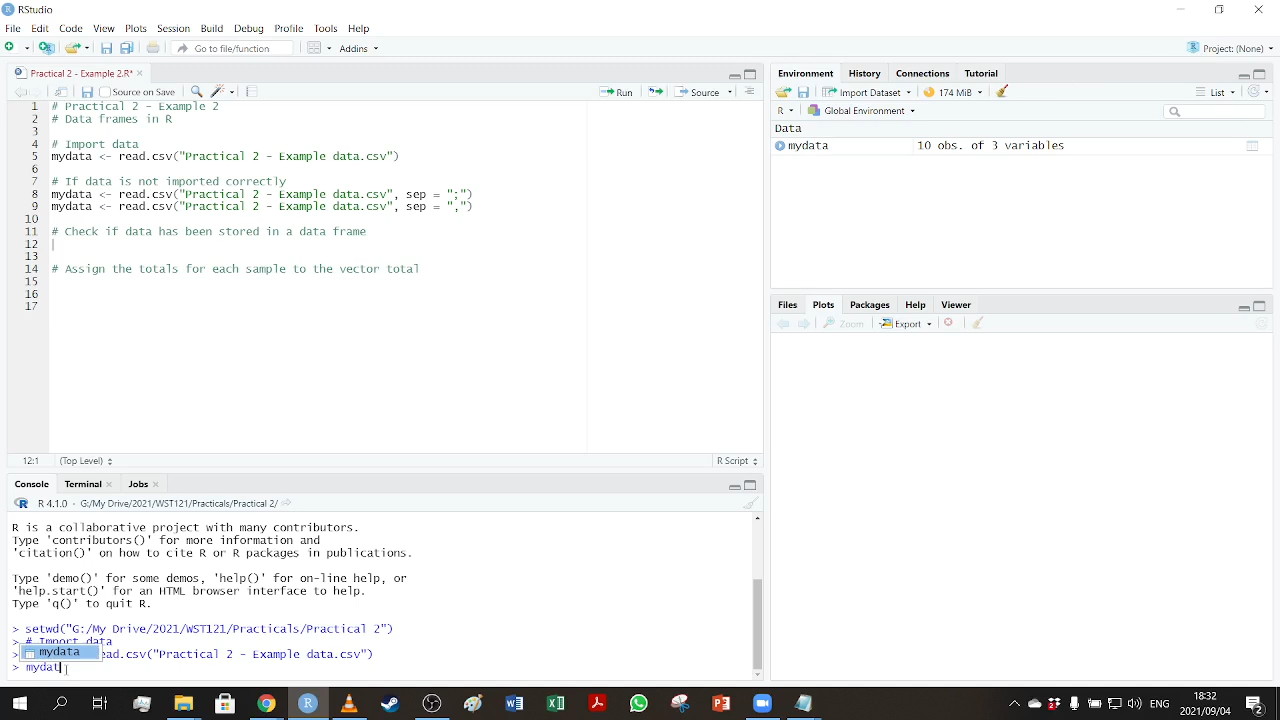 RStudio
File Edit Code View Plots Session Build Debug Profile Tools Help
Go to file/function Addins Project: (None)
Practical 2 - Example 2.R*
Source on Save Run Source
1 # Practical 2 - Example 2
2 # Data frames in R
3
4 # Import data
5 mydata <- read.csv("Practical 2 - Example data.csv")
6
7 # If data is not imported correctly
8 mydata <- read.csv("Practical 2 - Example data.csv", sep = ";")
9 mydata <- read.csv("Practical 2 - Example data.csv", sep = ",")
10
11 # Check if data has been stored in a data frame
12
13
14 # Assign the totals for each sample to the vector total
15
16
17
12:1 (Top Level) R Script
Console Terminal Jobs
R 4.1.0 · G:/My Drive/2021/WST121/Practicals/Practical 2/
R is a collaborative project with many contributors.
Type 'contributors()' for more information and
'citation()' on how to cite R or R packages in publications.
Type 'demo()' for some demos, 'help()' for on-line help, or
'help.start()' for an HTML browser interface to help.
Type 'q()' to quit R.
> setwd("G:/My Drive/2021/WST121/Practicals/Practical 2")
> # Import data
> read.csv("Practical 2 - Example data.csv")
mydata
> mydat
Environment History Connections Tutorial
Import Dataset 174 MiB List
R Global Environment
Data
mydata 10 obs. of 3 variables
Files Plots Packages Help Viewer
Zoom Export
ENG
18:32
2021/09/04
2